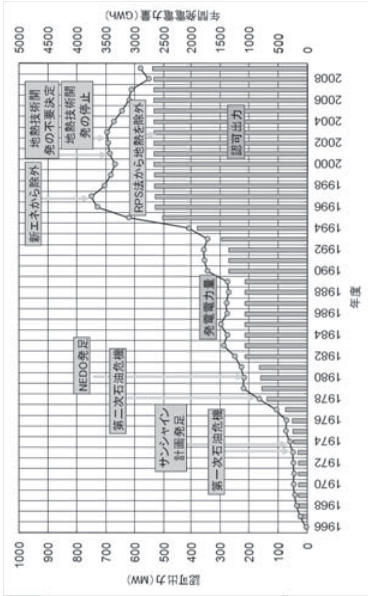 認可出力(MW)
1000
900
800
700
600
500
400
300
200
100
0
年間発電電力量(GWh)
5000
4500
4000
3500
3000
2500
2000
1500
1000
500
0
第一次石油危機
サンシャイン
計画発足
第二次石油危機
NEDO発足
発電電力量
新エネから除外
地熱技術開
発の不要決定
地熱技術開
発の停止
RPS法から地熱を除外
認可出力
1966
1968
1970
1972
1974
1976
1978
1980
1982
1984
1986
1988
1990
1992
1994
1996
1998
2000
2002
2004
2006
2008
年度